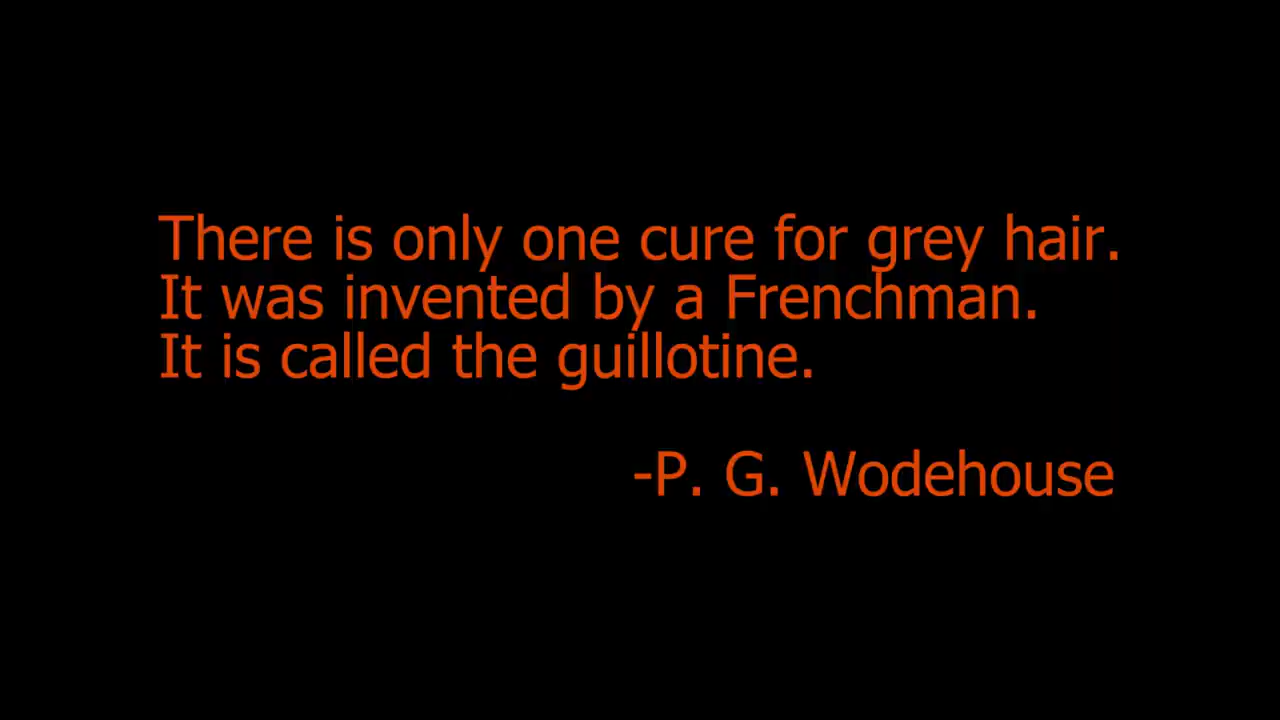 There is only one cure for grey hair.
It was invented by a Frenchman.
It is called the guillotine.
-P. G. Wodehouse